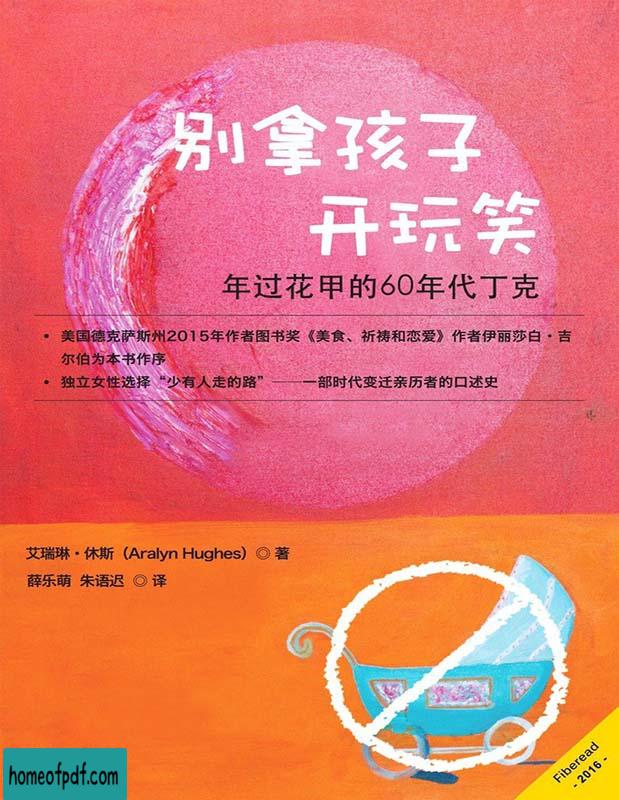 别拿孩子
开玩笑
年过花甲的60年代丁克
• 美国德克萨斯州2015年作者图书奖《美食、祈祷和恋爱》作者伊丽莎白·吉
尔伯为本书作序
• 独立女性选择“少有人走的路”——一部时代变迁亲历者的口述史
艾瑞琳·休斯（Aralyn Hughes）◎ 著
薛乐萌 朱语迟 ◎ 译
Fiberead
- 2016 -
homeofpdf.com